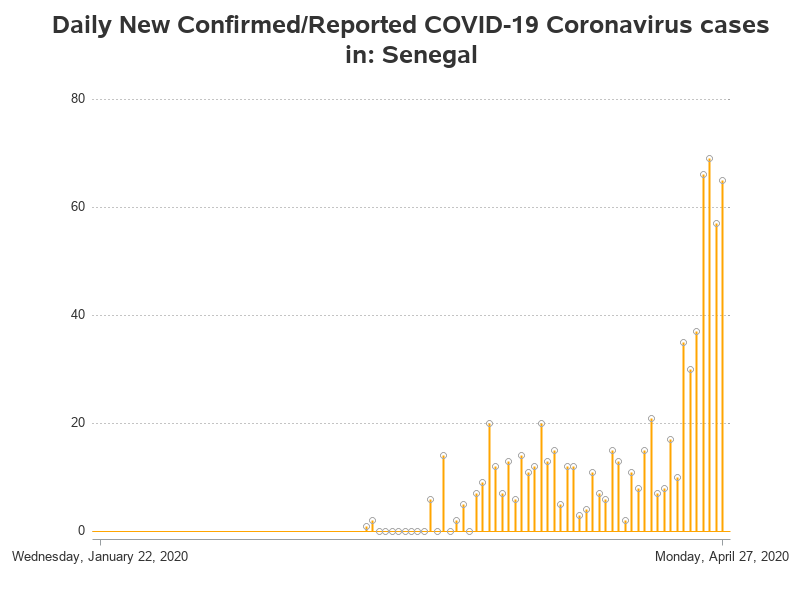 Daily New Confirmed/Reported COVID-19 Coronavirus cases
in: Senegal
80
60
40
20
0
Wednesday, January 22, 2020
Monday, April 27, 2020